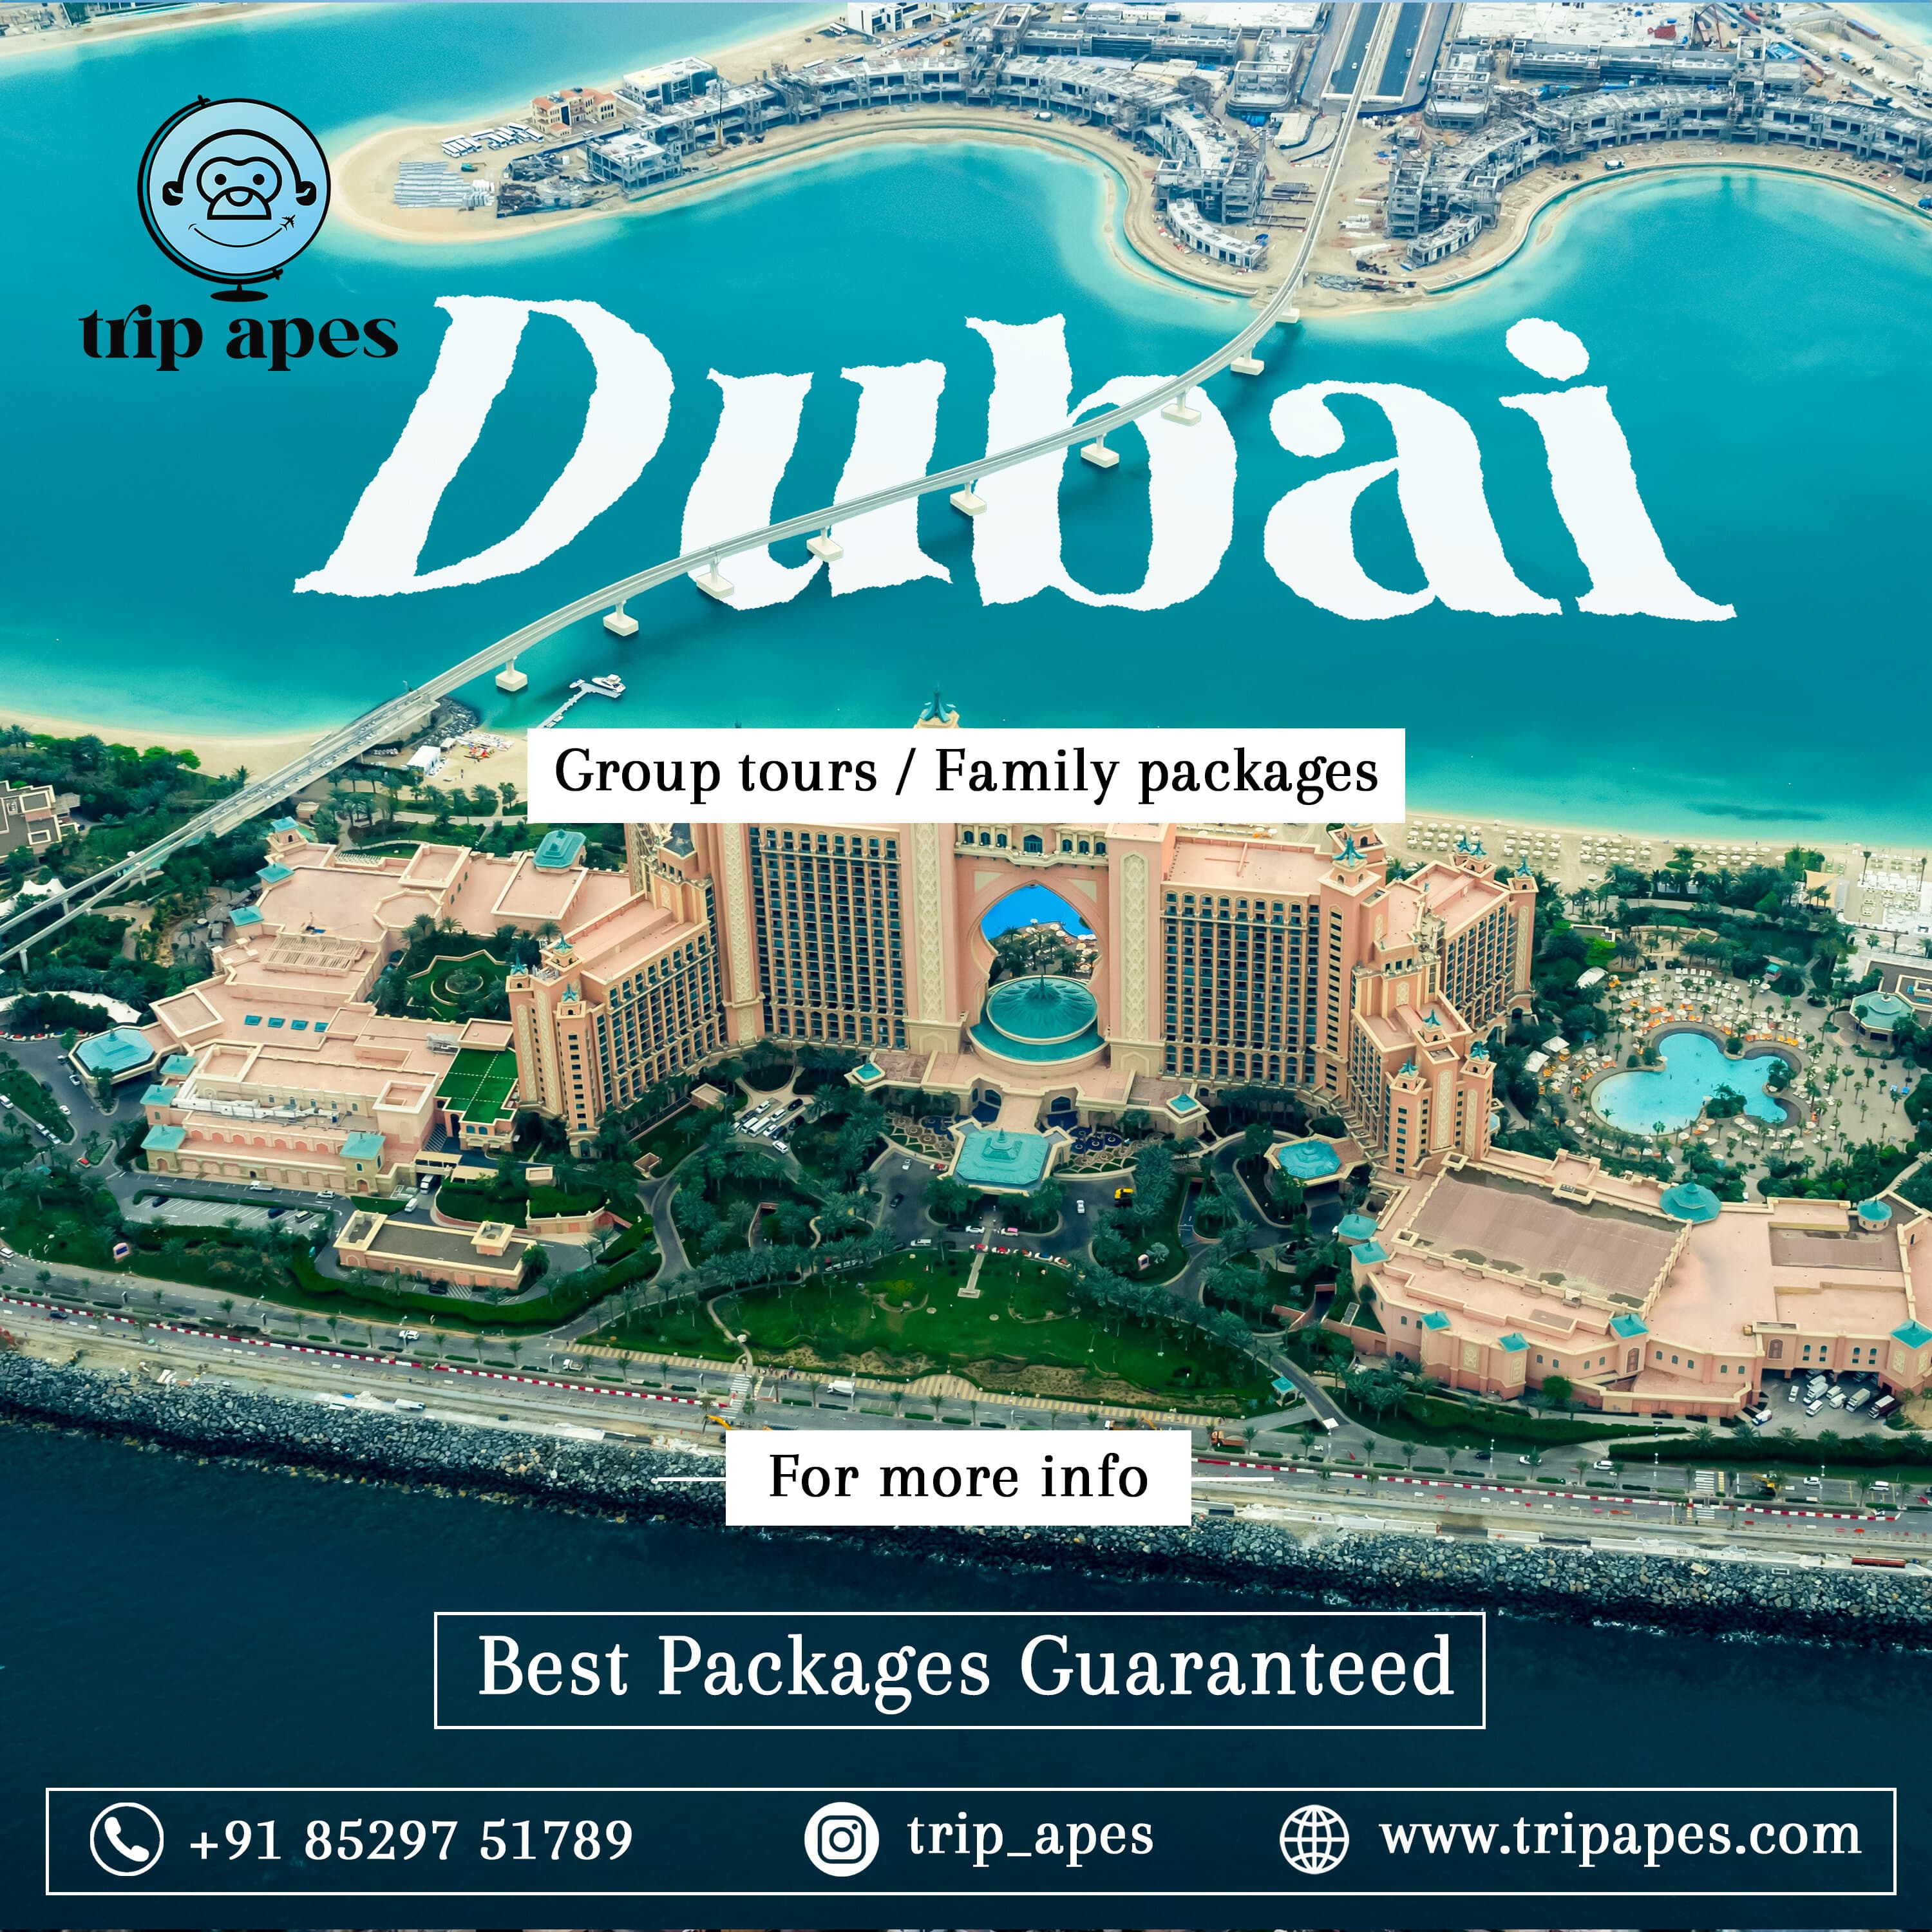 trip apes
Dubai
Group tours / Family packages
For more info
Best Packages Guaranteed
+91 85297 51789
trip_apes
www.tripapes.com